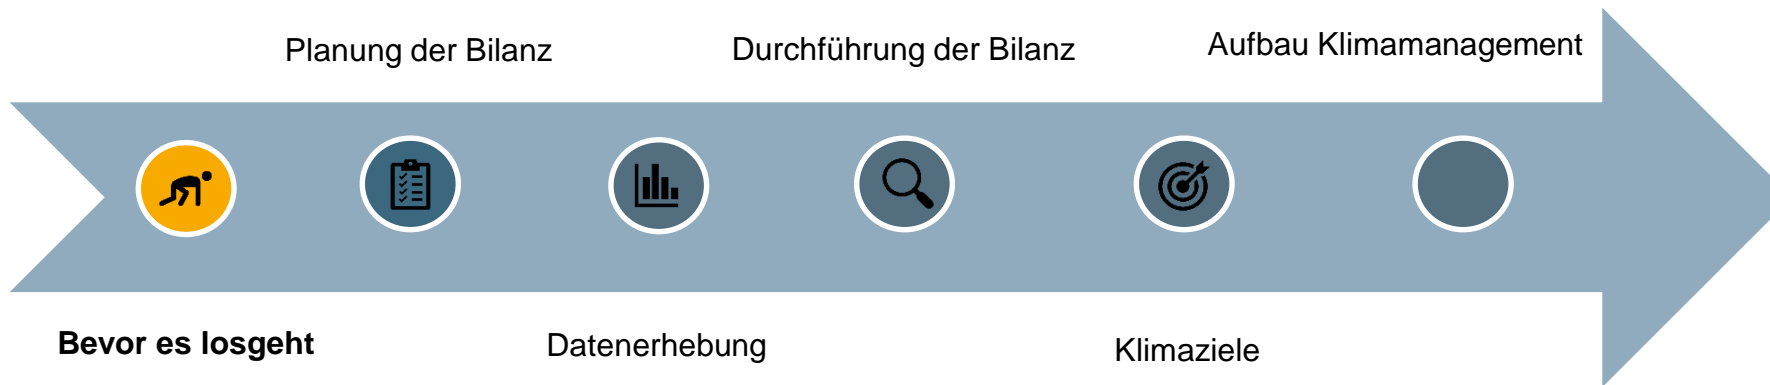 Planung der Bilanz
Durchführung der Bilanz
Aufbau Klimamanagement
Bevor es losgeht
Datenerhebung
Klimaziele